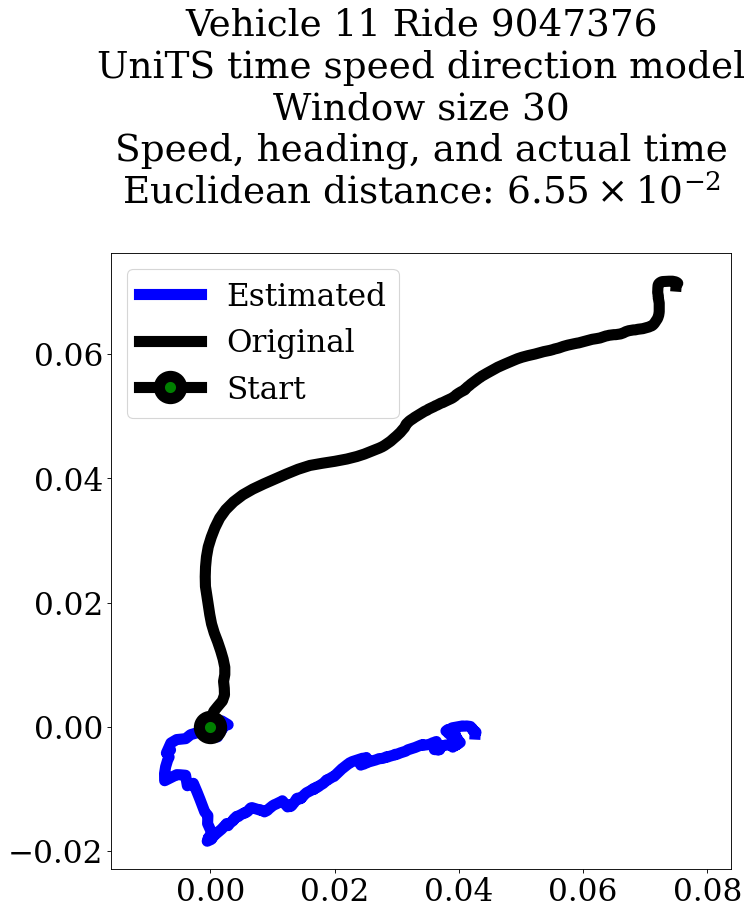 Vehicle 11 Ride 9047376
UniTS time speed direction model
Window size 30
Speed, heading, and actual time
Euclidean distance: 6.55 × 10⁻²
Estimated
Original
Start
0.06
0.04
0.02
0.00
−0.02
0.00 0.02 0.04 0.06 0.08